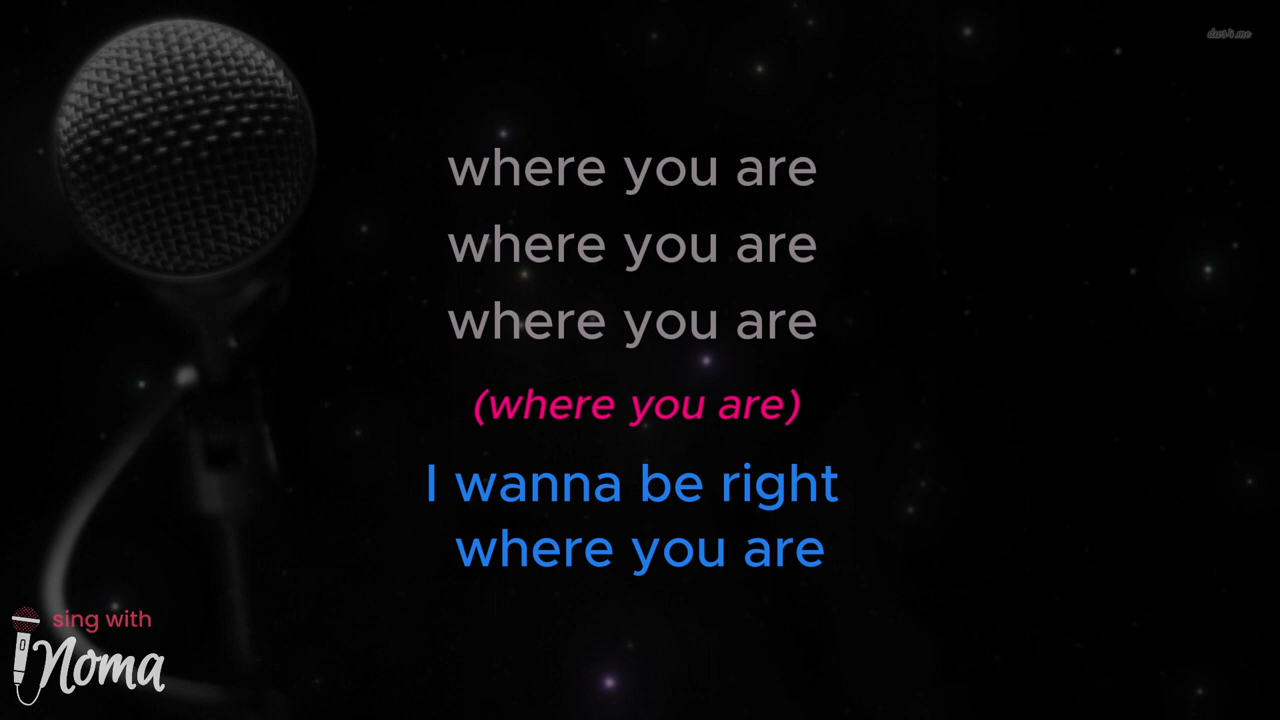 where you are
where you are
where you are
(where you are)
I wanna be right
where you are
sing with
Noma